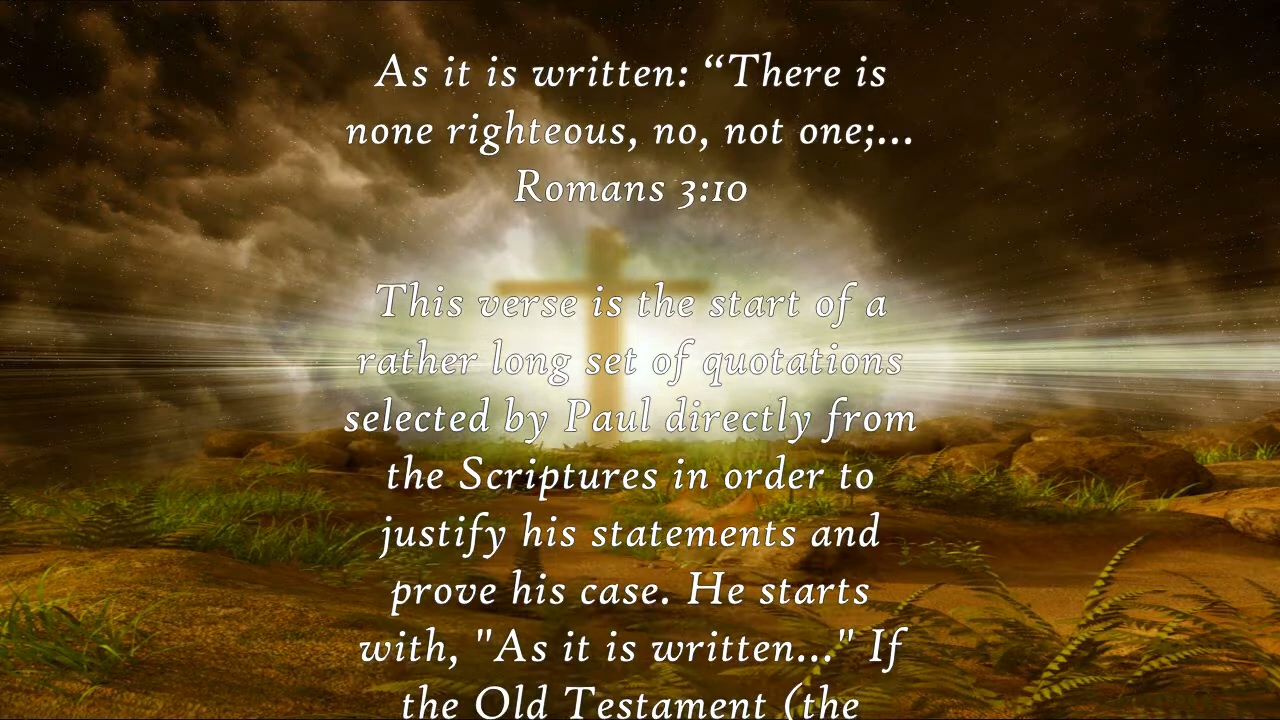 As it is written: “There is
none righteous, no, not one;...
Romans 3:10
This verse is the start of a
rather long set of quotations
selected by Paul directly from
the Scriptures in order to
justify his statements and
prove his case. He starts
with, "As it is written..." If
the Old Testament (the